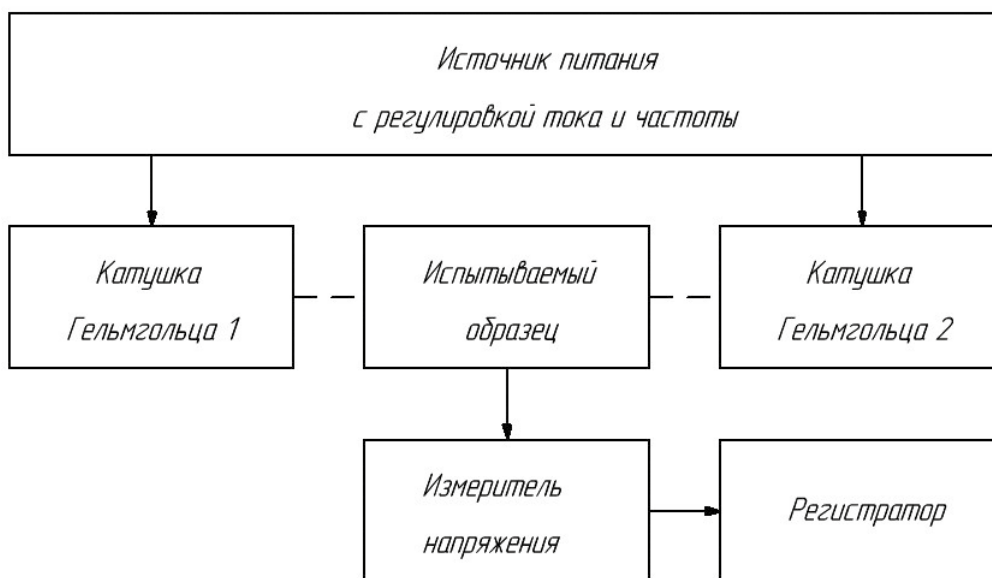 Источник питания
с регулировкой тока и частоты
Катушка
Гельмгольца 1
Испытываемый
образец
Катушка
Гельмгольца 2
Измеритель
напряжения
Регистратор